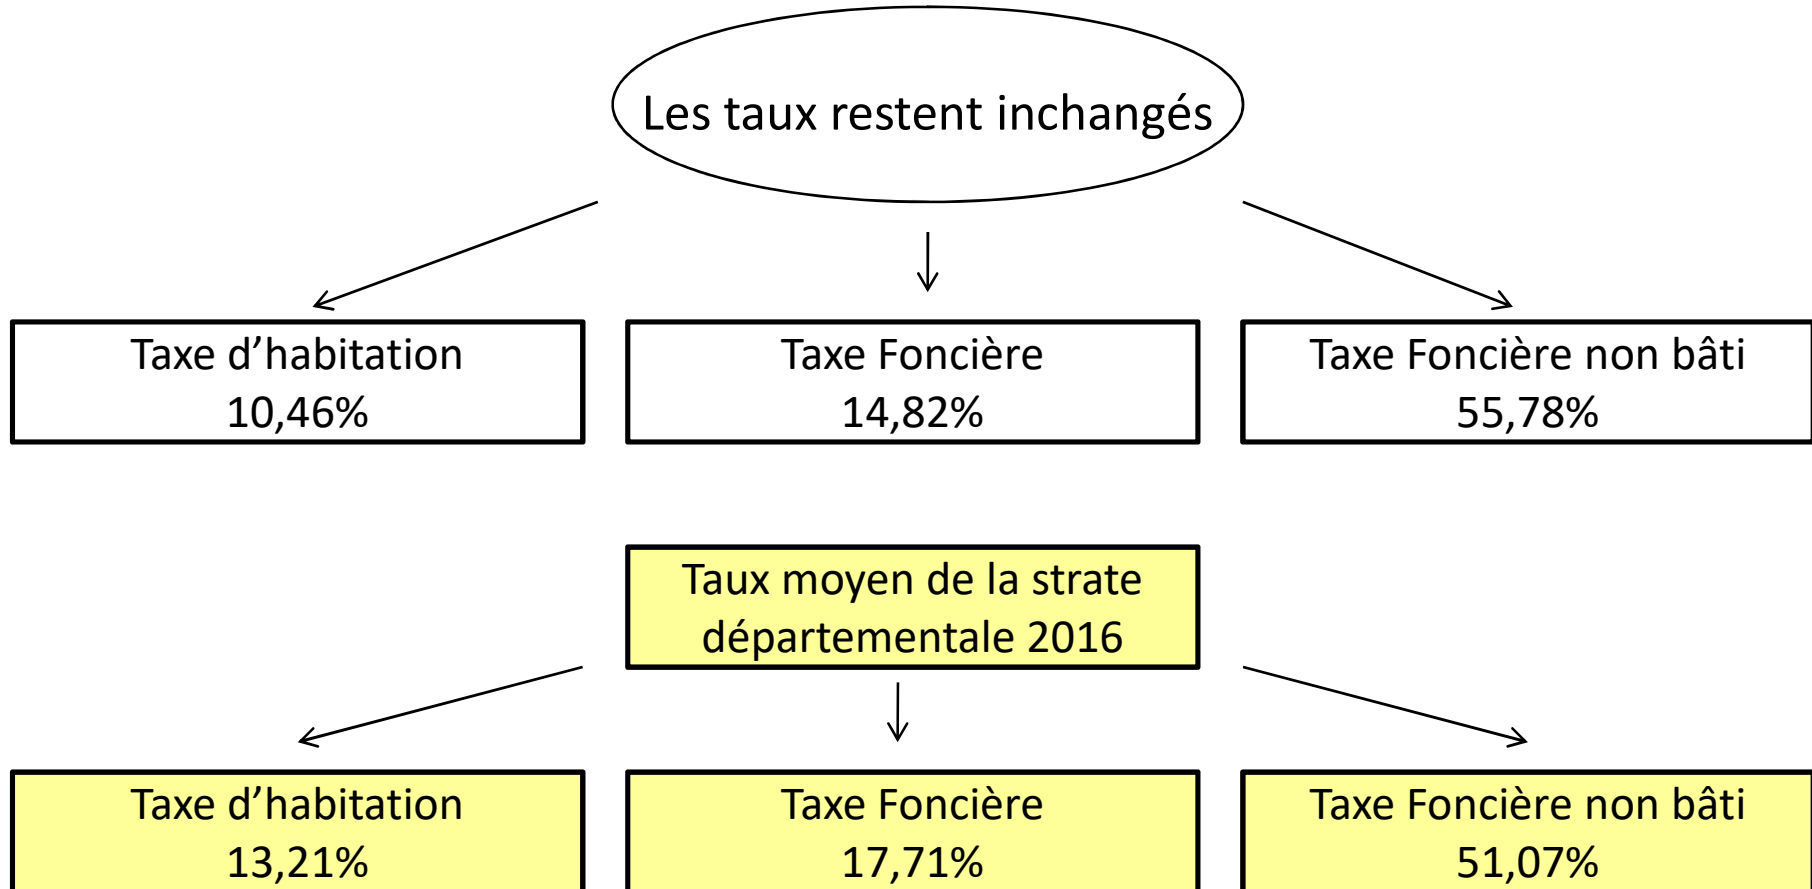 Les taux restent inchangés
Taxe d’habitation
10,46%
Taxe Foncière
14,82%
Taxe Foncière non bâti
55,78%
Taux moyen de la strate
départementale 2016
Taxe d’habitation
13,21%
Taxe Foncière
17,71%
Taxe Foncière non bâti
51,07%